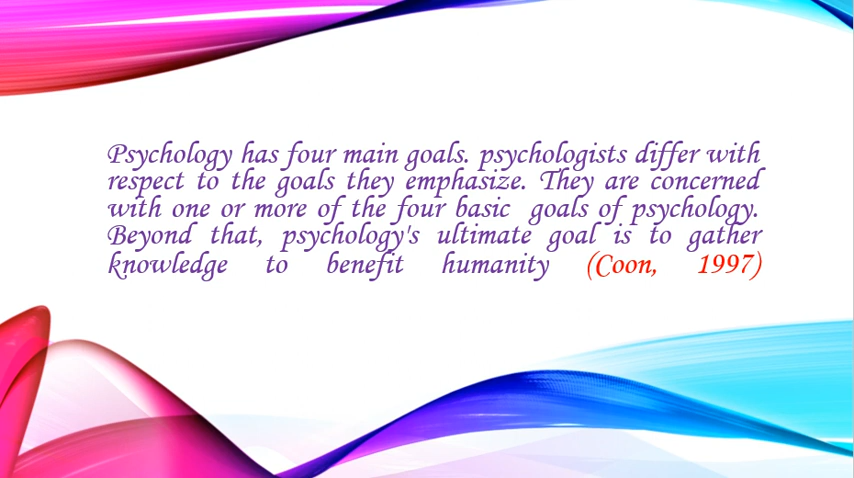 Psychology has four main goals. psychologists differ with
respect to the goals they emphasize. They are concerned
with one or more of the four basic goals of psychology.
Beyond that, psychology's ultimate goal is to gather
knowledge to benefit humanity (Coon, 1997)